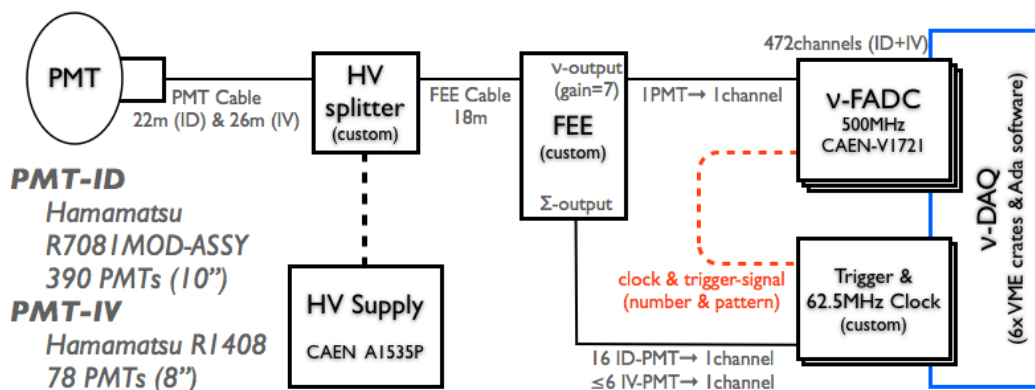 PMT
PMT Cable
22m (ID) & 26m (IV)
HV
splitter
(custom)
FEE Cable
18m
ν-output
(gain=7)
FEE
(custom)
Σ-output
1PMT→ 1channel
472channels (ID+IV)
ν-FADC
500MHz
CAEN-V1721
ν-DAQ
(6x VME crates & Ada software)
PMT-ID
Hamamatsu
R7081MOD-ASSY
390 PMTs (10”)
PMT-IV
Hamamatsu R1408
78 PMTs (8”)
HV Supply
CAEN A1535P
clock & trigger-signal
(number & pattern)
Trigger &
62.5MHz Clock
(custom)
16 ID-PMT→ 1channel
≤6 IV-PMT→ 1channel